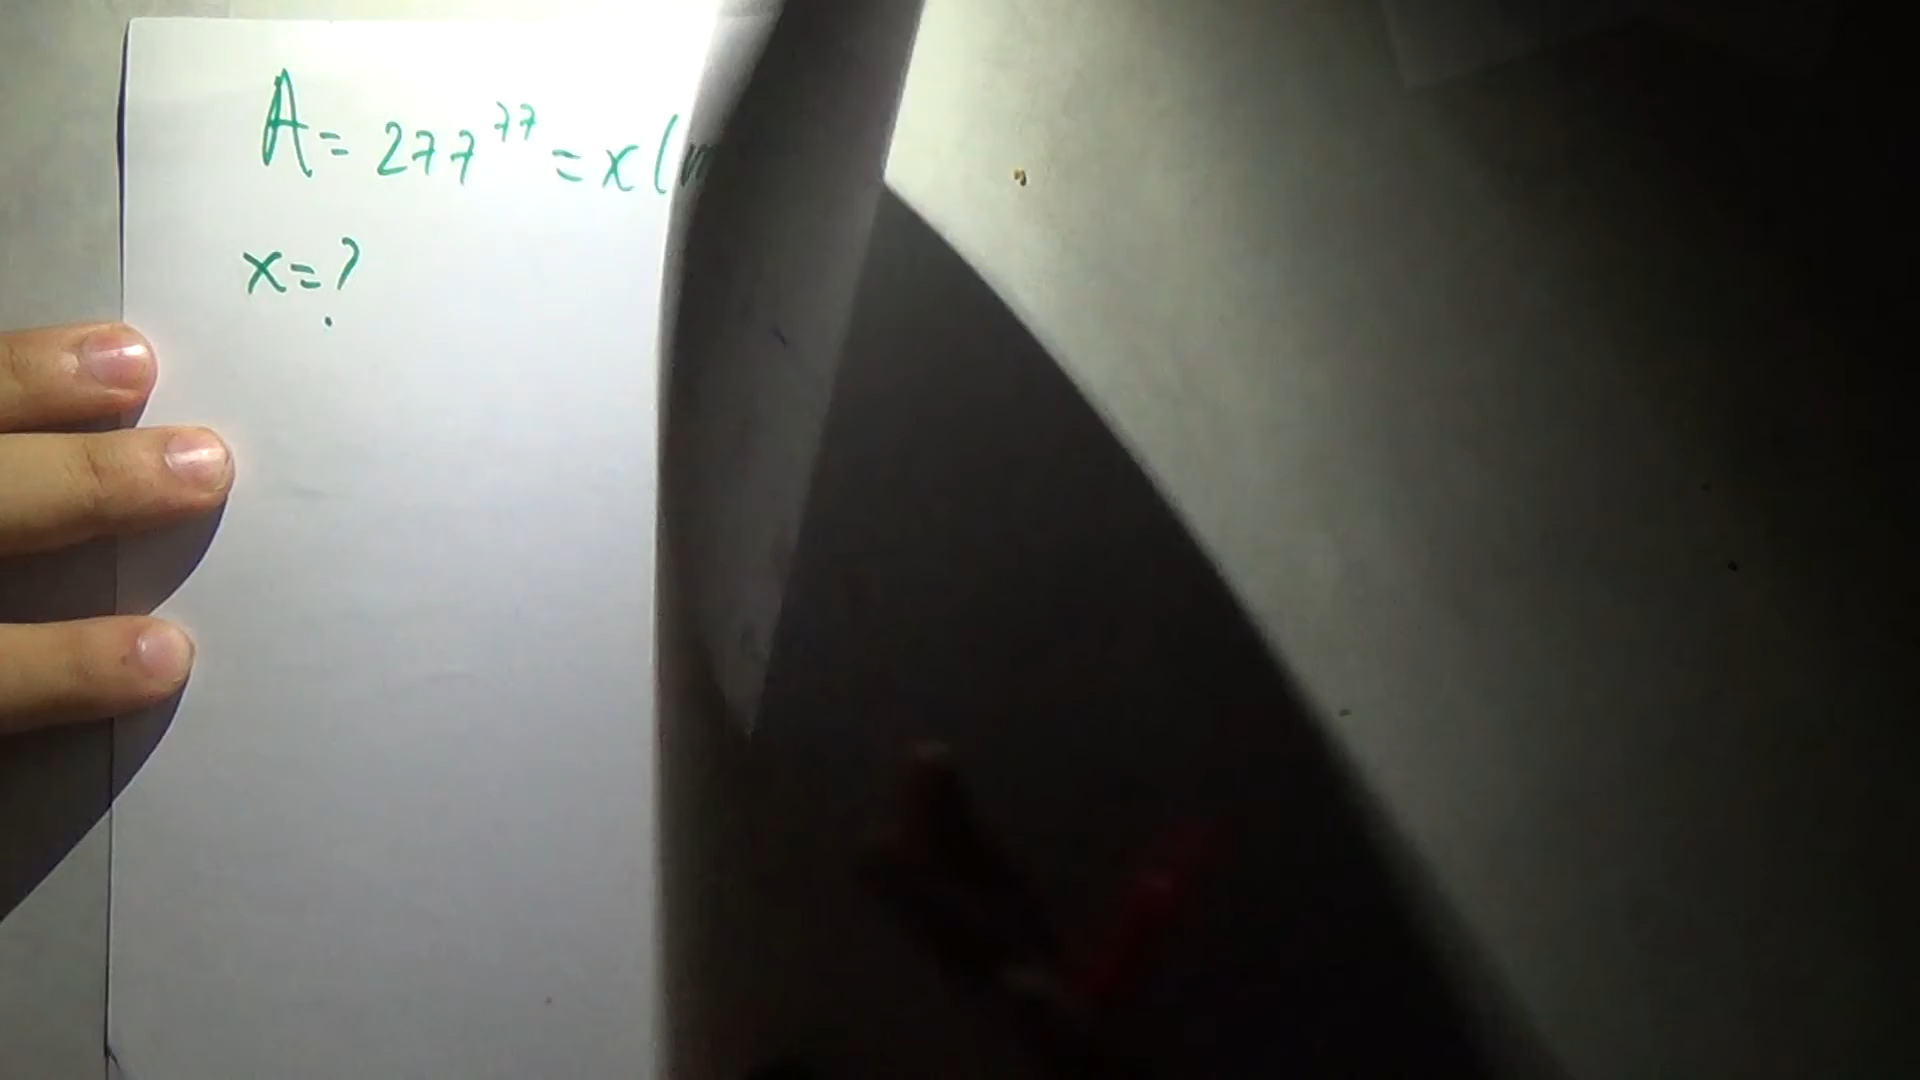 A = 277^77 = x (m
x = ?